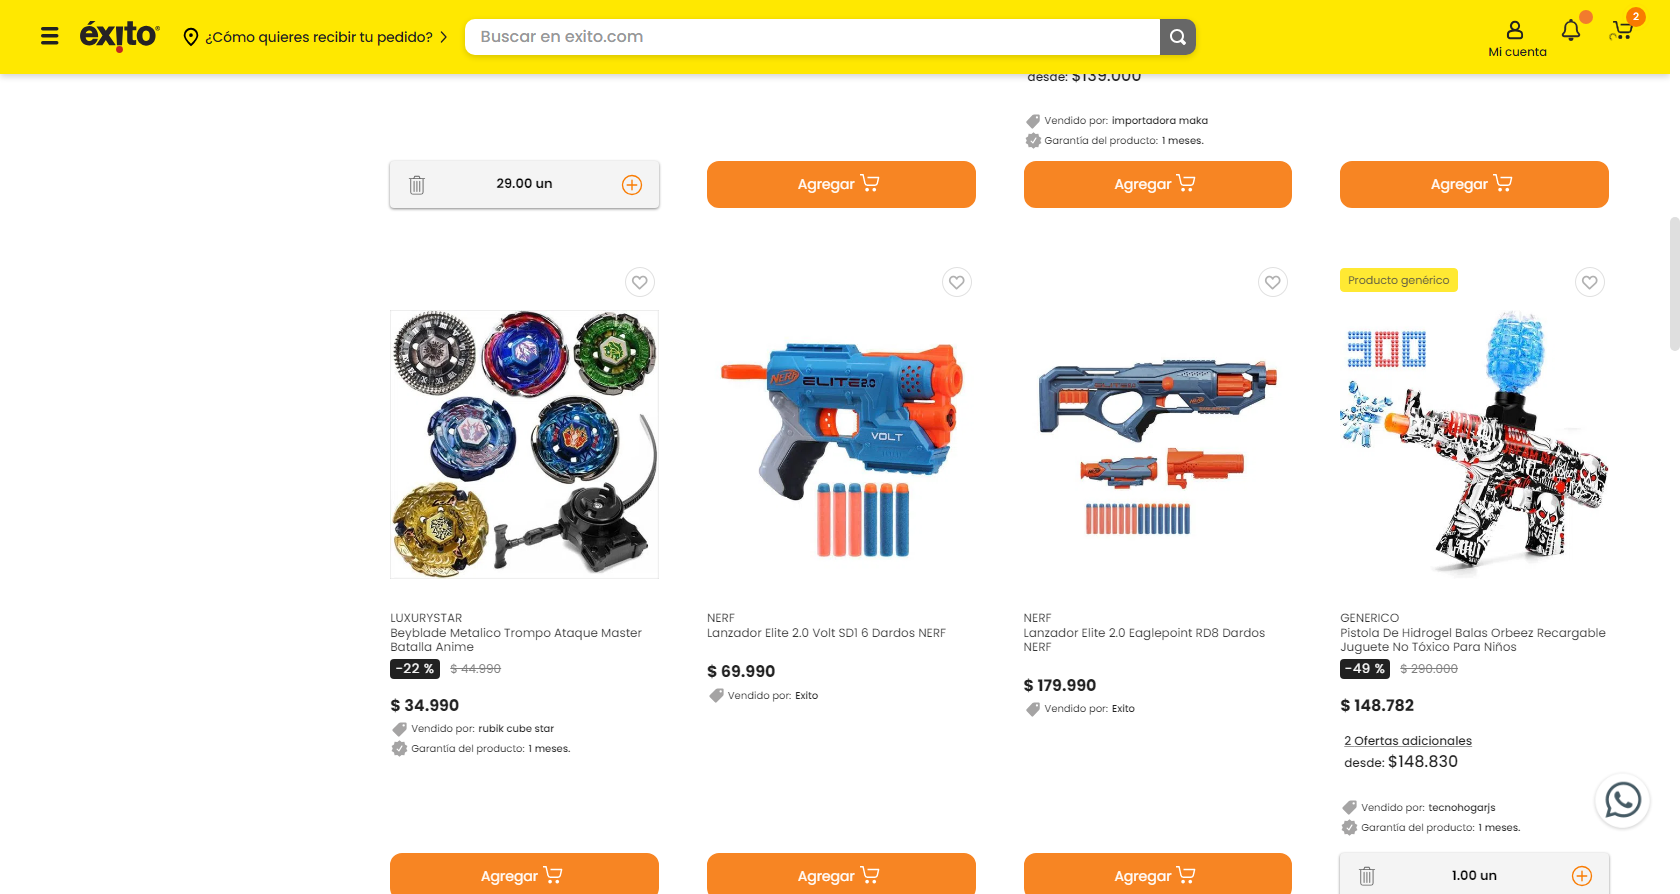 éxito
¿Cómo quieres recibir tu pedido?
Buscar en exito.com
Mi cuenta
2
desde: $139.000
Vendido por: importadora maka
Garantía del producto: 1 meses.
29.00 un
Agregar
Agregar
Agregar
Producto genérico
NERF ELITE 2.0
VOLT
300
LUXURYSTAR
Beyblade Metalico Trompo Ataque Master
Batalla Anime
-22 % $ 44.990
$ 34.990
Vendido por: rubik cube star
Garantía del producto: 1 meses.
NERF
Lanzador Elite 2.0 Volt SD1 6 Dardos NERF
$ 69.990
Vendido por: Exito
NERF
Lanzador Elite 2.0 Eaglepoint RD8 Dardos
NERF
$ 179.990
Vendido por: Exito
GENERICO
Pistola De Hidrogel Balas Orbeez Recargable
Juguete No Tóxico Para Niños
-49 % $ 290.000
$ 148.782
2 Ofertas adicionales
desde: $148.830
Vendido por: tecnohogarjs
Garantía del producto: 1 meses.
Agregar
Agregar
Agregar
1.00 un